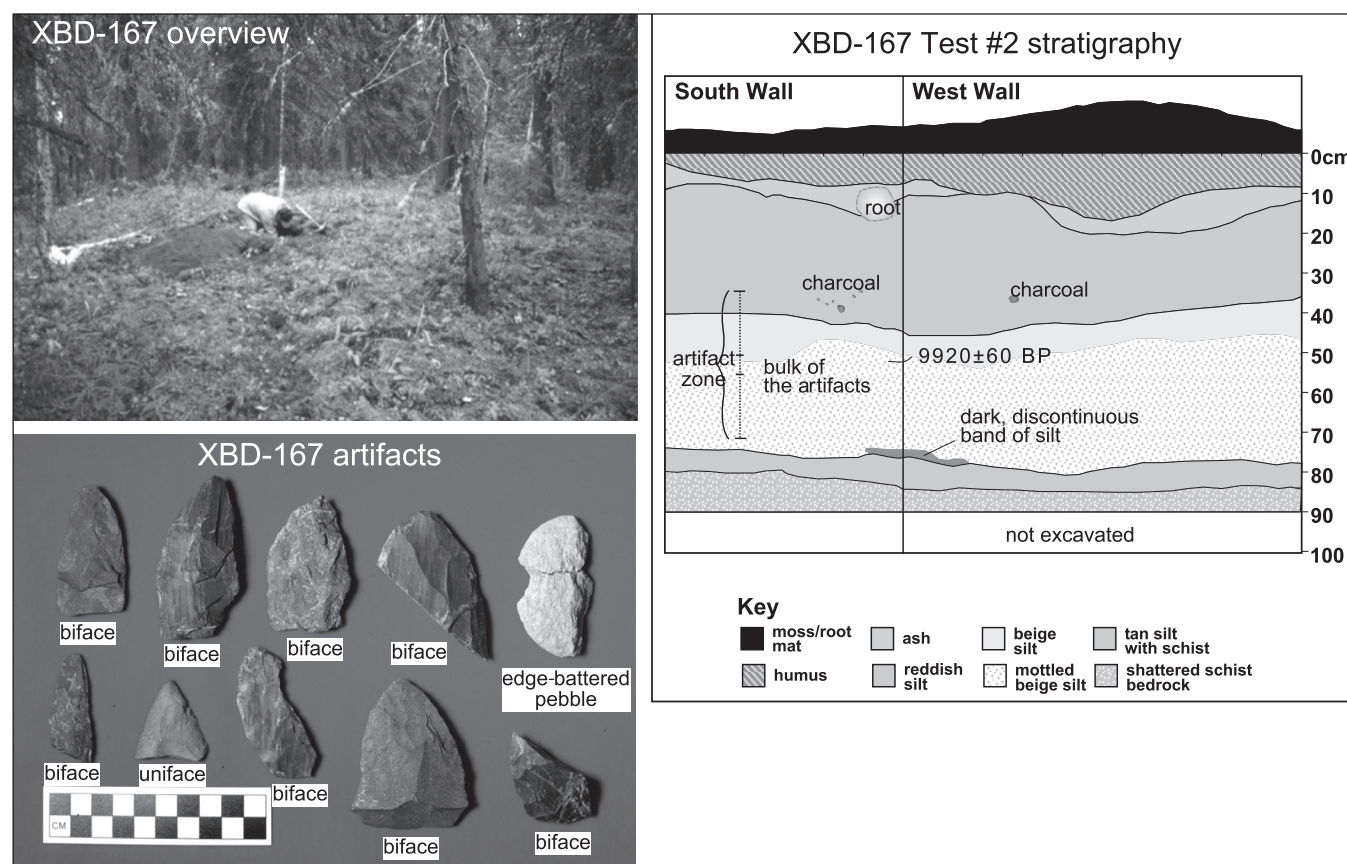 XBD-167 overview
XBD-167 artifacts
biface
biface
biface
biface
edge-battered
pebble
biface
uniface
biface
biface
biface
CM
XBD-167 Test #2 stratigraphy
South Wall
West Wall
0cm
10
20
30
40
50
60
70
80
90
100
root
charcoal
charcoal
artifact
zone
bulk of
the artifacts
9920±60 BP
dark, discontinuous
band of silt
not excavated
Key
moss/root
mat
ash
beige
silt
tan silt
with schist
humus
reddish
silt
mottled
beige silt
shattered schist
bedrock